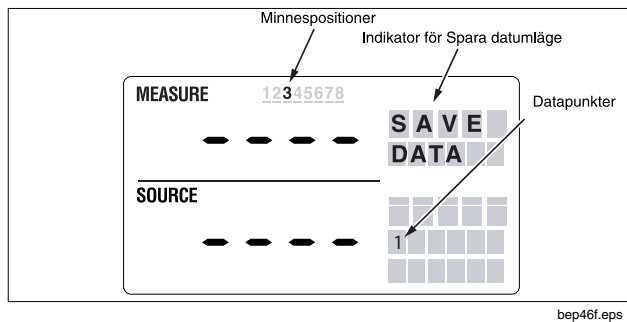 Minnespositioner
Indikator för Spara datumläge
Datapunkter
MEASURE 12345678
SAVE
DATA
– – – –
SOURCE
– – – –
1
bep46f.eps